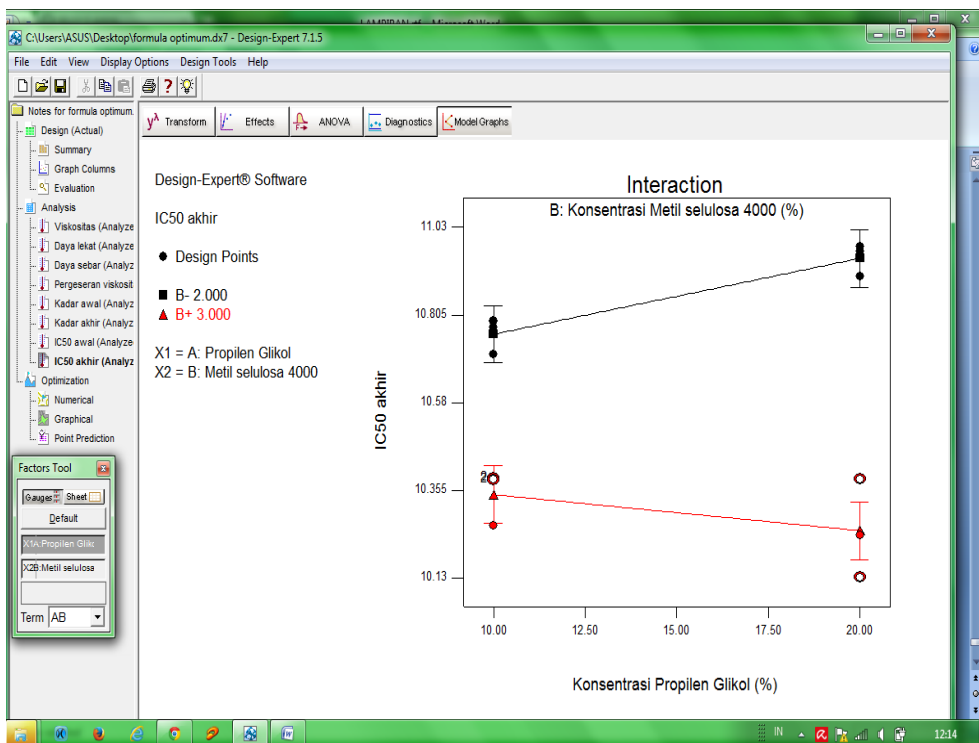 LAMPIRAN.rtf - Microsoft Word
C:\Users\ASUS\Desktop\formula optimum.dx7 - Design-Expert 7.1.5
File Edit View Display Options Design Tools Help
Notes for formula optimum.
Design (Actual)
Summary
Graph Columns
Evaluation
Analysis
Viskositas (Analyze
Daya lekat (Analyze
Daya sebar (Analyz
Pergeseran viskosit
Kadar awal (Analyz
Kadar akhir (Analyz
IC50 awal (Analyze
IC50 akhir (Analyz
Optimization
Numerical
Graphical
Point Prediction
Factors Tool
Gauges Sheet
Default
X1A:Propilen Glik
X2B:Metil selulosa
Term AB
yλ Transform Effects ANOVA Diagnostics Model Graphs
Design-Expert® Software
IC50 akhir
Design Points
B- 2.000
B+ 3.000
X1 = A: Propilen Glikol
X2 = B: Metil selulosa 4000
Interaction
B: Konsentrasi Metil selulosa 4000 (%)
IC50 akhir
11.03
10.805
10.58
10.355
10.13
10.00 12.50 15.00 17.50 20.00
Konsentrasi Propilen Glikol (%)
IN 12:14